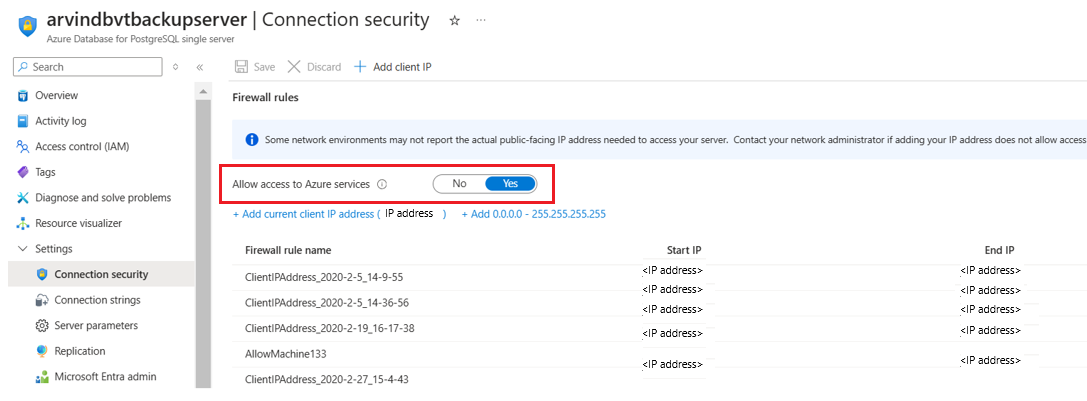 arvindbvtbackupserver | Connection security
Azure Database for PostgreSQL single server
Search
Save Discard Add client IP
Overview
Activity log
Access control (IAM)
Tags
Diagnose and solve problems
Resource visualizer
Settings
Connection security
Connection strings
Server parameters
Replication
Microsoft Entra admin
Firewall rules
Some network environments may not report the actual public-facing IP address needed to access your server. Contact your network administrator if adding your IP address does not allow access
Allow access to Azure services No Yes
+ Add current client IP address ( IP address ) + Add 0.0.0.0 - 255.255.255.255
Firewall rule name Start IP End IP
ClientIPAddress_2020-2-5_14-9-55 <IP address> <IP address>
ClientIPAddress_2020-2-5_14-36-56 <IP address> <IP address>
<IP address> <IP address>
ClientIPAddress_2020-2-19_16-17-38 <IP address> <IP address>
AllowMachine133 <IP address> <IP address>
ClientIPAddress_2020-2-27_15-4-43